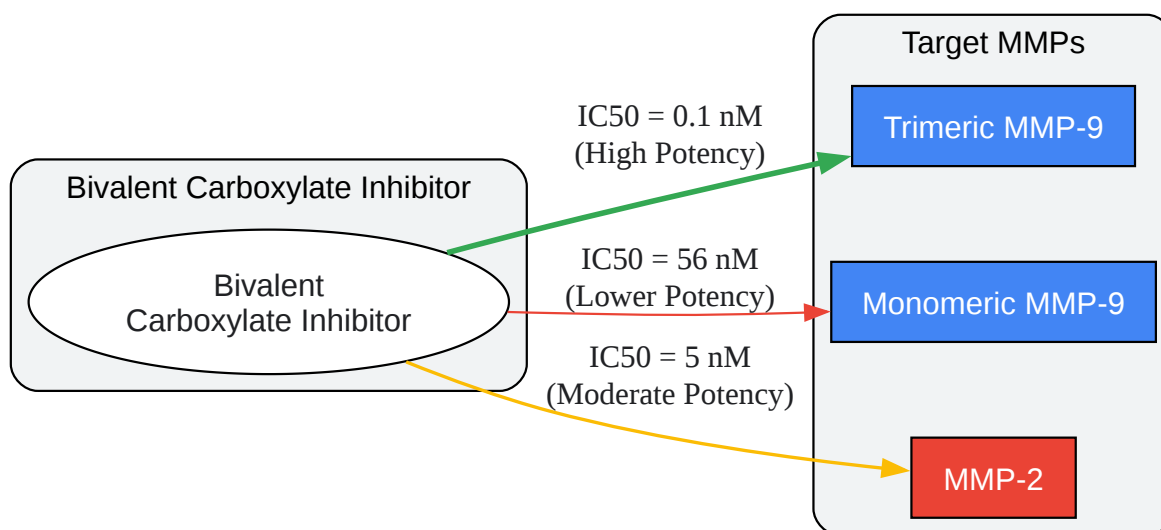 Bivalent Carboxylate Inhibitor
Bivalent
Carboxylate Inhibitor
IC50 = 0.1 nM
(High Potency)
IC50 = 56 nM
(Lower Potency)
IC50 = 5 nM
(Moderate Potency)
Target MMPs
Trimeric MMP-9
Monomeric MMP-9
MMP-2